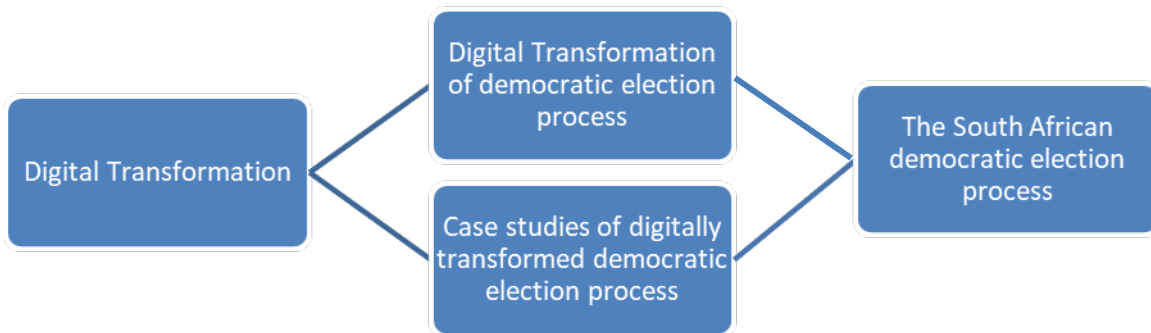 Digital Transformation
Digital Transformation
of democratic election
process
Case studies of digitally
transformed democratic
election process
The South African
democratic election
process